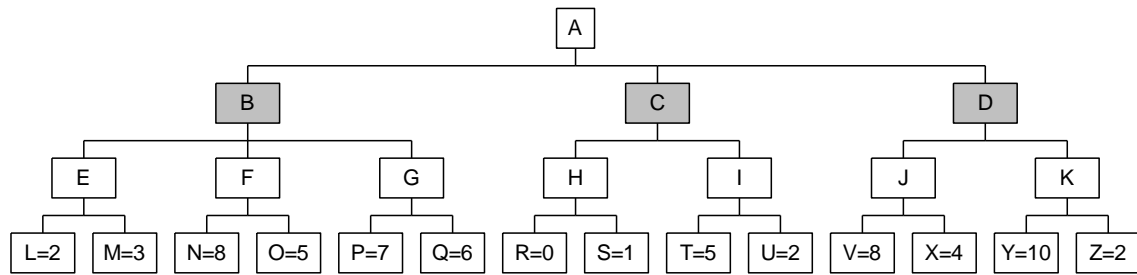 A
B C D
E F G H I J K
L=2 M=3 N=8 O=5 P=7 Q=6 R=0 S=1 T=5 U=2 V=8 X=4 Y=10 Z=2